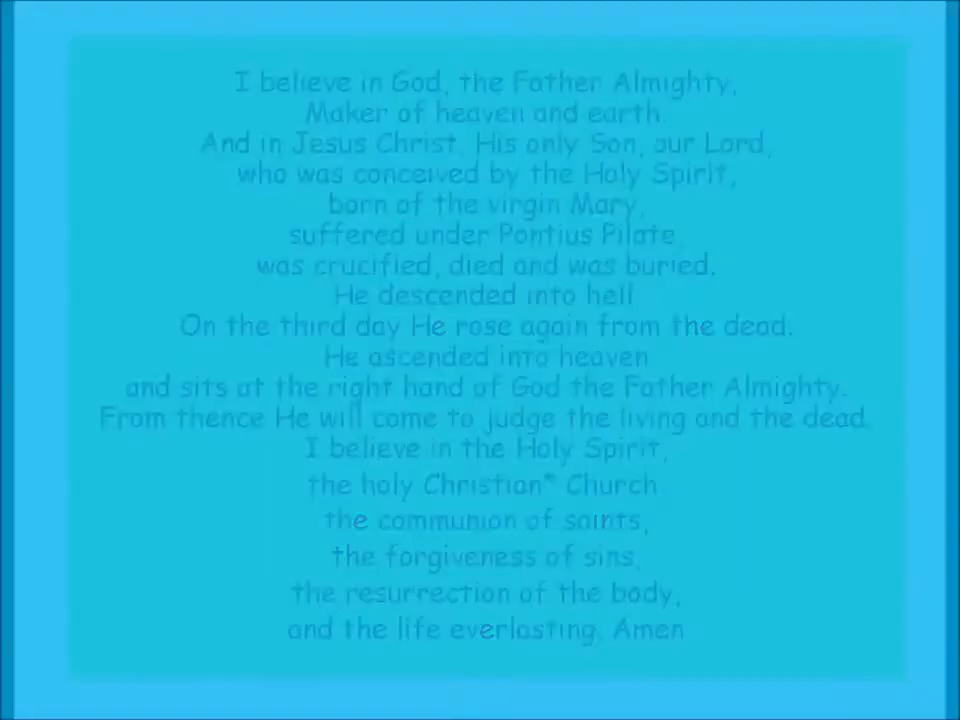 I believe in God, the Father Almighty,
Maker of heaven and earth
And in Jesus Christ, His only Son, our Lord,
who was conceived by the Holy Spirit,
born of the virgin Mary,
suffered under Pontius Pilate,
was crucified, died and was buried.
He descended into hell
On the third day He rose again from the dead.
He ascended into heaven
and sits at the right hand of God the Father Almighty.
From thence He will come to judge the living and the dead.
I believe in the Holy Spirit,
the holy Christian* Church
the communion of saints,
the forgiveness of sins,
the resurrection of the body,
and the life everlasting. Amen